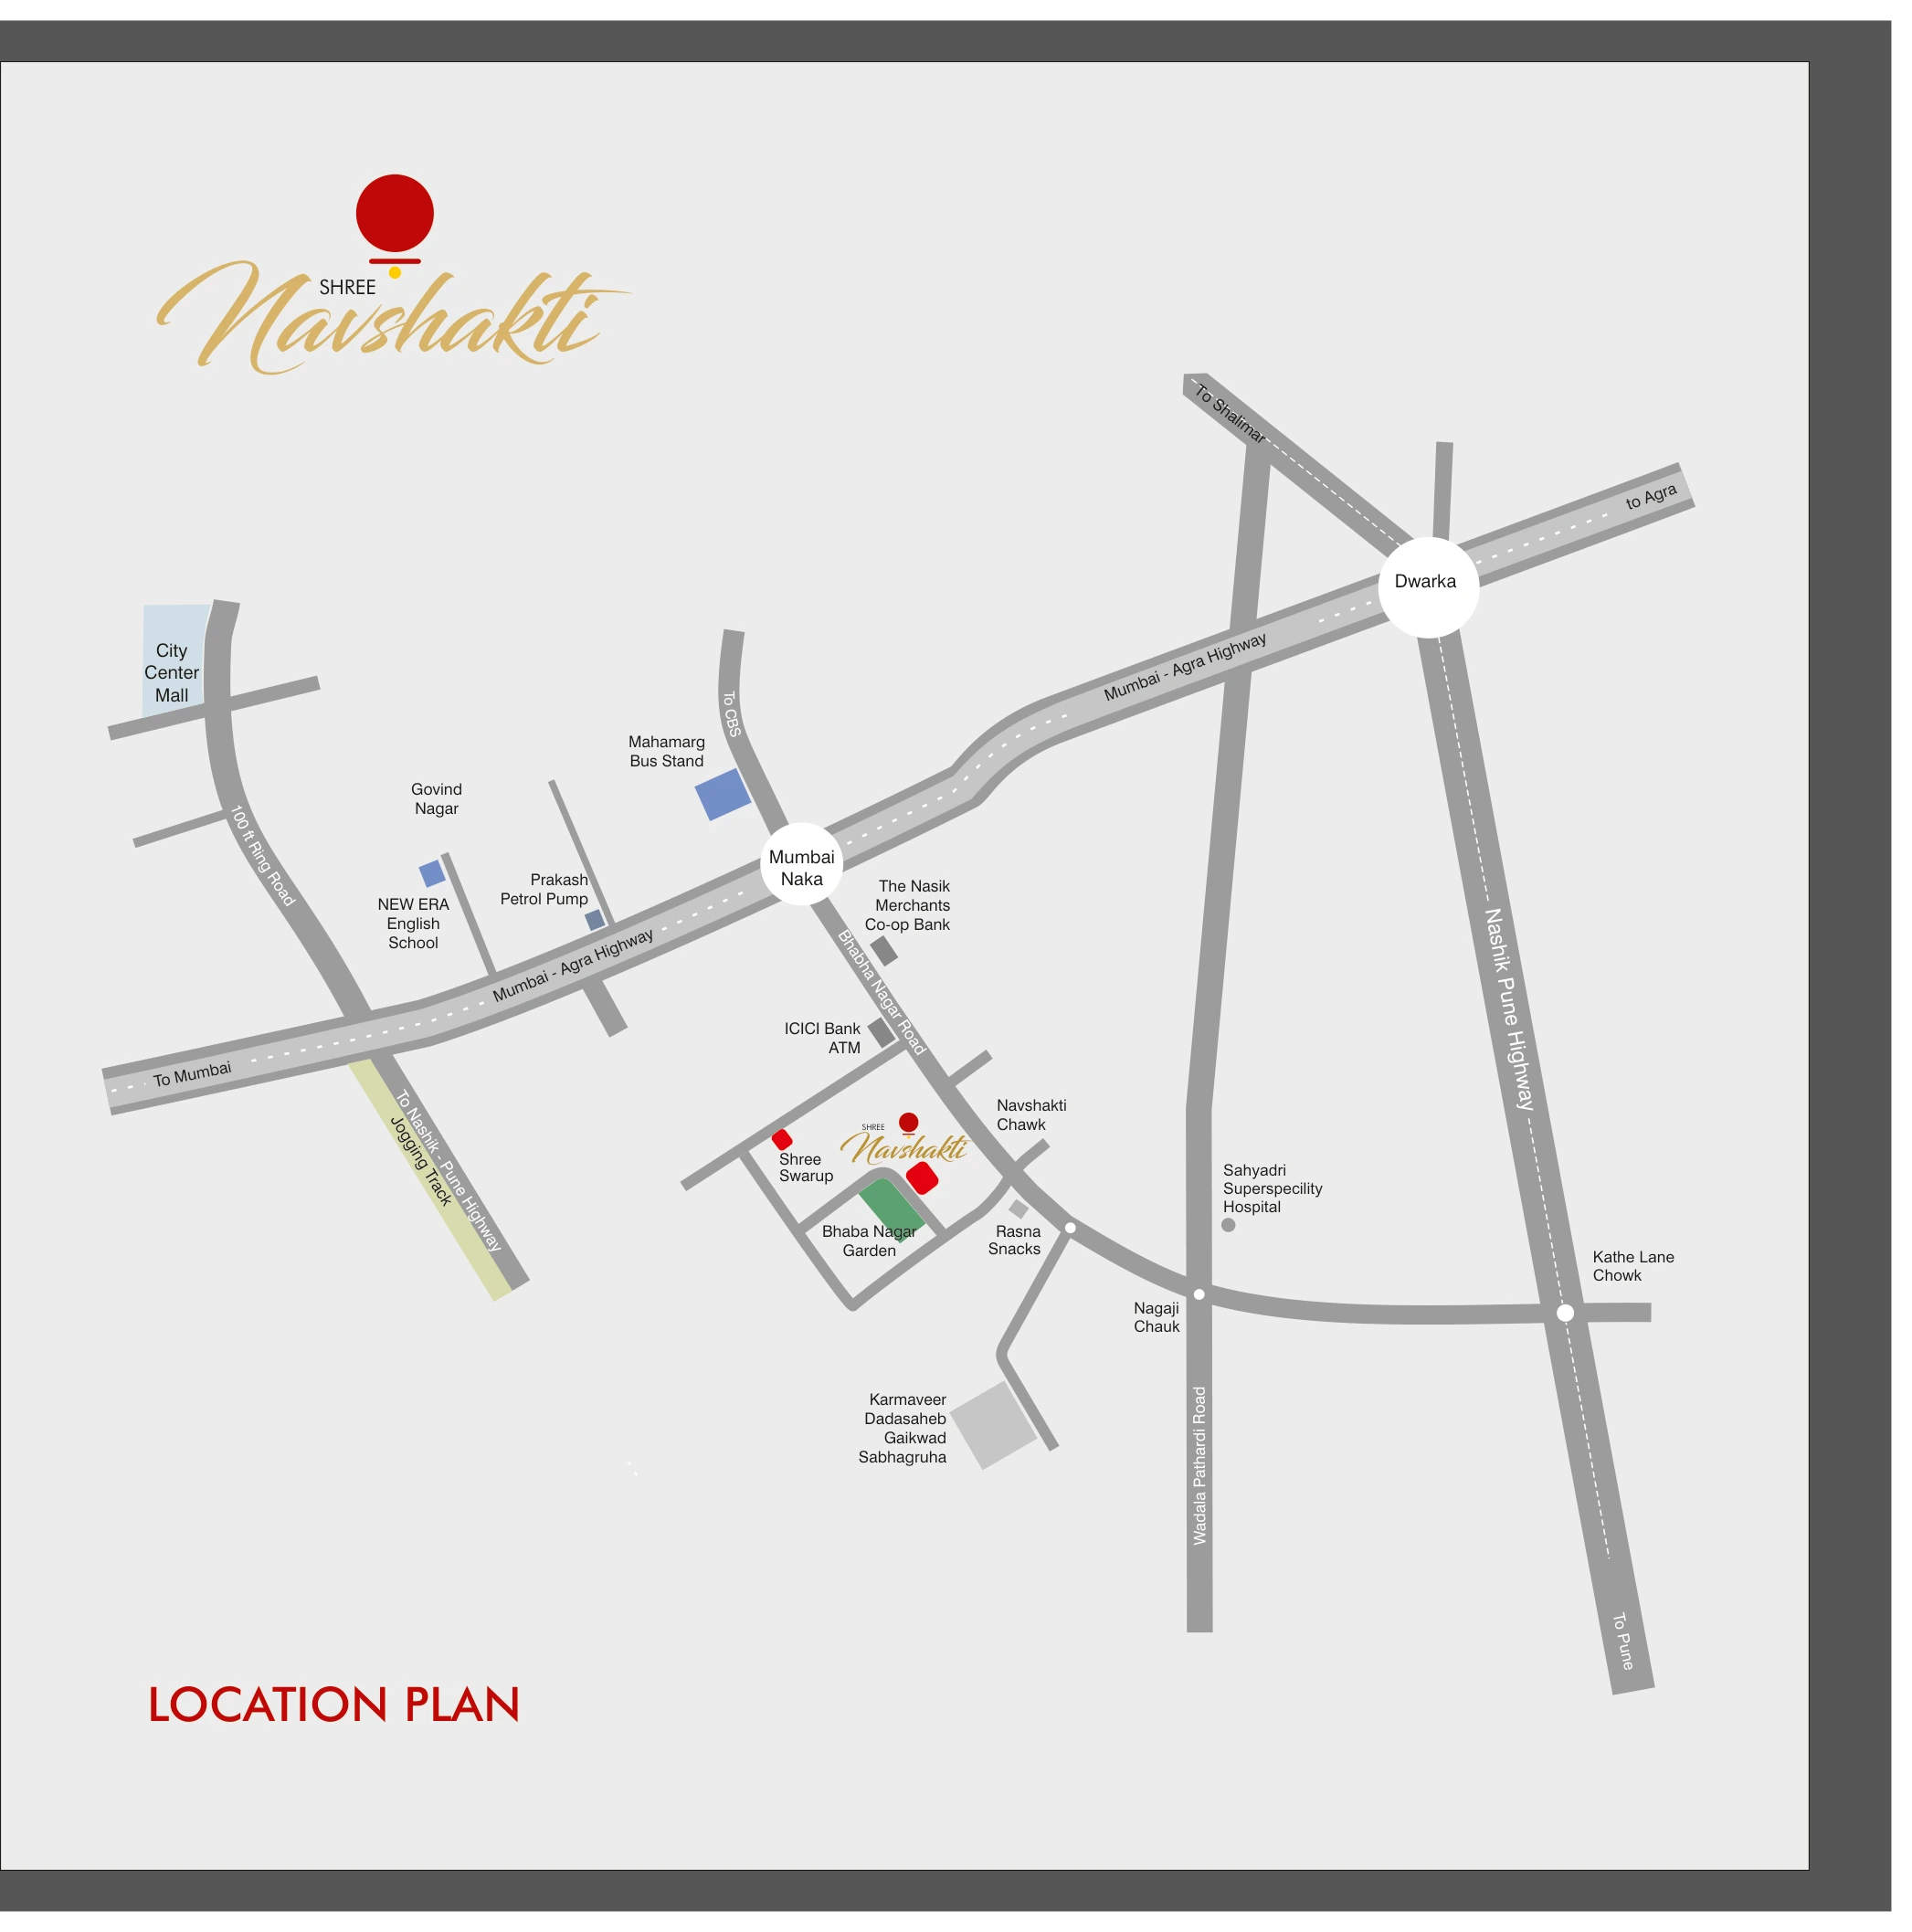 SHREE
Navshakti
To Shalimar
to Agra
Dwarka
Mumbai - Agra Highway
City
Center
Mall
To CBS
Mahamarg
Bus Stand
Govind
Nagar
100 ft Ring Road
Mumbai
Naka
Prakash
Petrol Pump
The Nasik
Merchants
Co-op Bank
NEW ERA
English
School
Mumbai - Agra Highway
Bhabha Nagar Road
Nashik Pune Highway
ICICI Bank
ATM
To Mumbai
To Nashik - Pune Highway
Jogging Track
Navshakti
Chawk
SHREE
Navshakti
Shree
Swarup
Sahyadri
Superspecility
Hospital
Bhaba Nagar
Garden
Rasna
Snacks
Kathe Lane
Chowk
Nagaji
Chauk
Karmaveer
Dadasaheb
Gaikwad
Sabhagruha
Wadala Pathardi Road
To Pune
LOCATION PLAN